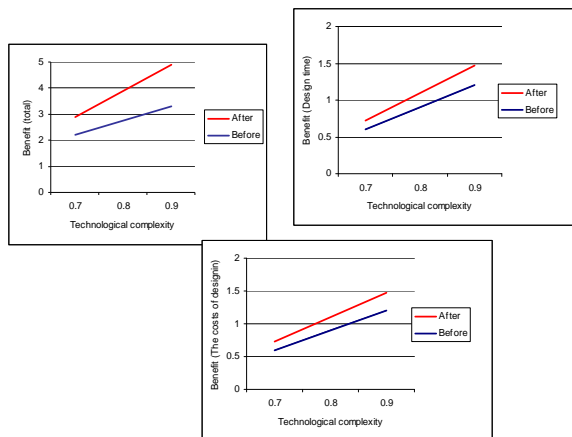 5
4
3
2
1
0
Benefit (total)
0.7 0.8 0.9
Technological complexity
After
Before
2
1.5
1
0.5
0
Benefit (Design time)
0.7 0.8 0.9
Technological complexity
After
Before
2
1.5
1
0.5
0
Benefit (The costs of designin
0.7 0.8 0.9
Technological complexity
After
Before